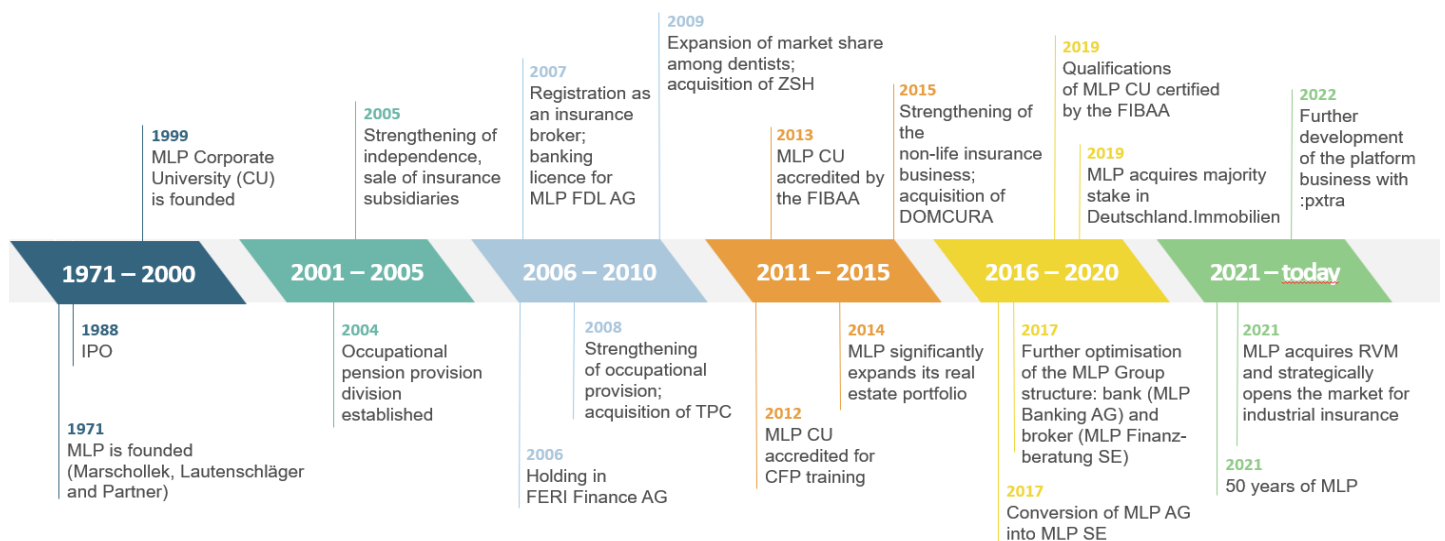 1999
MLP Corporate
University (CU)
is founded
2005
Strengthening of
independence,
sale of insurance
subsidiaries
2007
Registration as
an insurance
broker;
banking
licence for
MLP FDL AG
2009
Expansion of market share
among dentists;
acquisition of ZSH
2013
MLP CU
accredited by
the FIBAA
2015
Strengthening of
the
non-life insurance
business;
acquisition of
DOMCURA
2019
Qualifications
of MLP CU certified
by the FIBAA
2019
MLP acquires majority
stake in
Deutschland.Immobilien
2022
Further
development
of the platform
business with
:pxtra
1971 – 2000
2001 – 2005
2006 – 2010
2011 – 2015
2016 – 2020
2021 – today
1988
IPO
1971
MLP is founded
(Marschollek, Lautenschläger
and Partner)
2004
Occupational
pension provision
division
established
2008
Strengthening
of occupational
provision;
acquisition of TPC
2006
Holding in
FERI Finance AG
2014
MLP significantly
expands its real
estate portfolio
2012
MLP CU
accredited for
CFP training
2017
Further optimisation
of the MLP Group
structure: bank (MLP
Banking AG) and
broker (MLP Finanz-
beratung SE)
2017
Conversion of MLP AG
into MLP SE
2021
MLP acquires RVM
and strategically
opens the market for
industrial insurance
2021
50 years of MLP